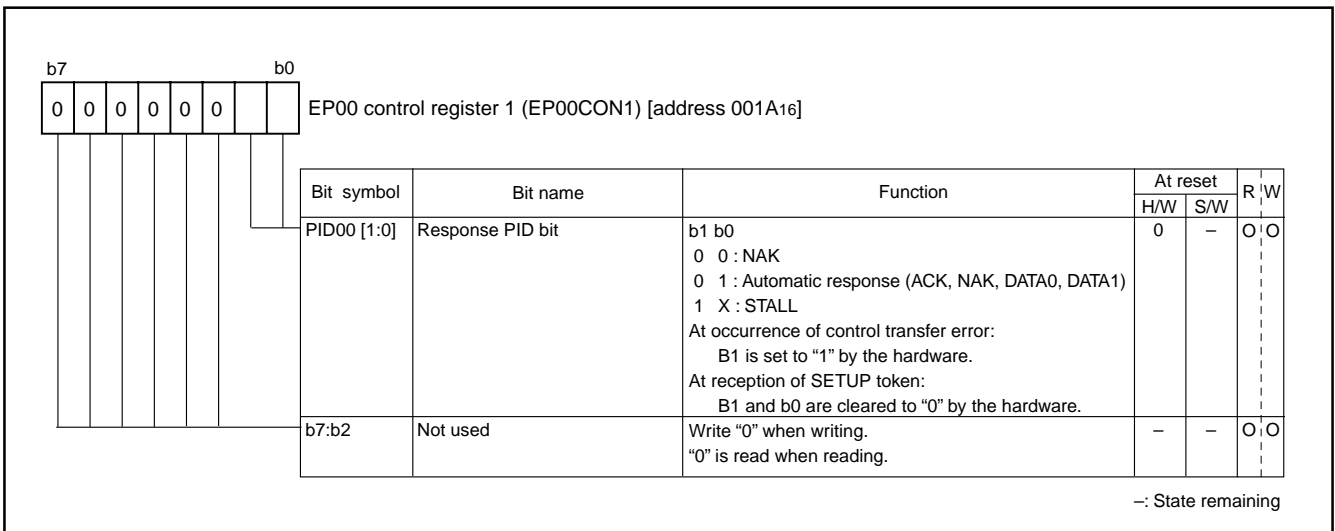 b7 b0
0 0 0 0 0 0 EP00 control register 1 (EP00CON1) [address 001A16]
Bit symbol Bit name Function At reset R W
H/W S/W
PID00 [1:0] Response PID bit b1 b0 0 – O O
0 0 : NAK
0 1 : Automatic response (ACK, NAK, DATA0, DATA1)
1 X : STALL
At occurrence of control transfer error:
B1 is set to “1” by the hardware.
At reception of SETUP token:
B1 and b0 are cleared to “0” by the hardware.
b7:b2 Not used Write “0” when writing. – – O O
“0” is read when reading.
–: State remaining